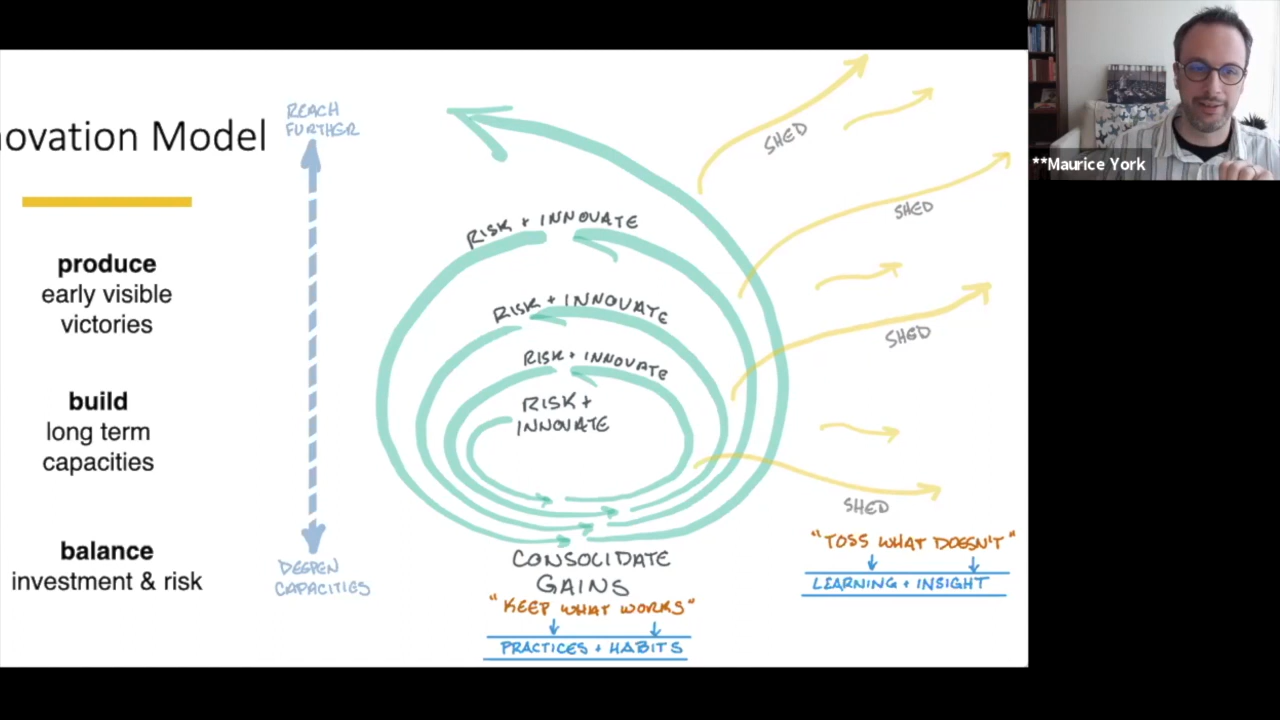 novation Model
produce
early visible
victories
build
long term
capacities
balance
investment & risk
REACH
FURTHER
DEEPEN
CAPACITIES
RISK + INNOVATE
RISK + INNOVATE
RISK + INNOVATE
RISK +
INNOVATE
CONSOLIDATE
GAINS
"KEEP WHAT WORKS"
PRACTICES + HABITS
SHED
SHED
SHED
SHED
"TOSS WHAT DOESN'T"
LEARNING + INSIGHT
**Maurice York